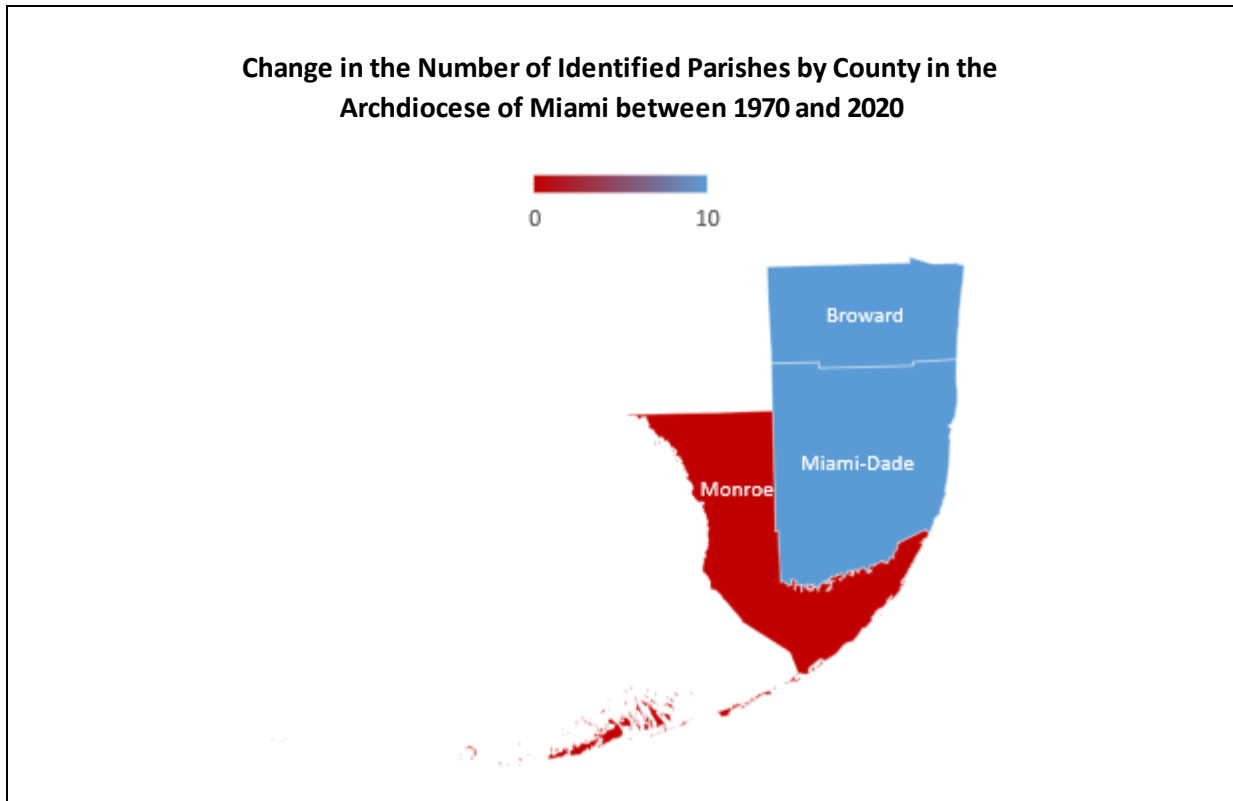 Change in the Number of Identified Parishes by County in the
Archdiocese of Miami between 1970 and 2020
0 10
Broward
Miami-Dade
Monroe